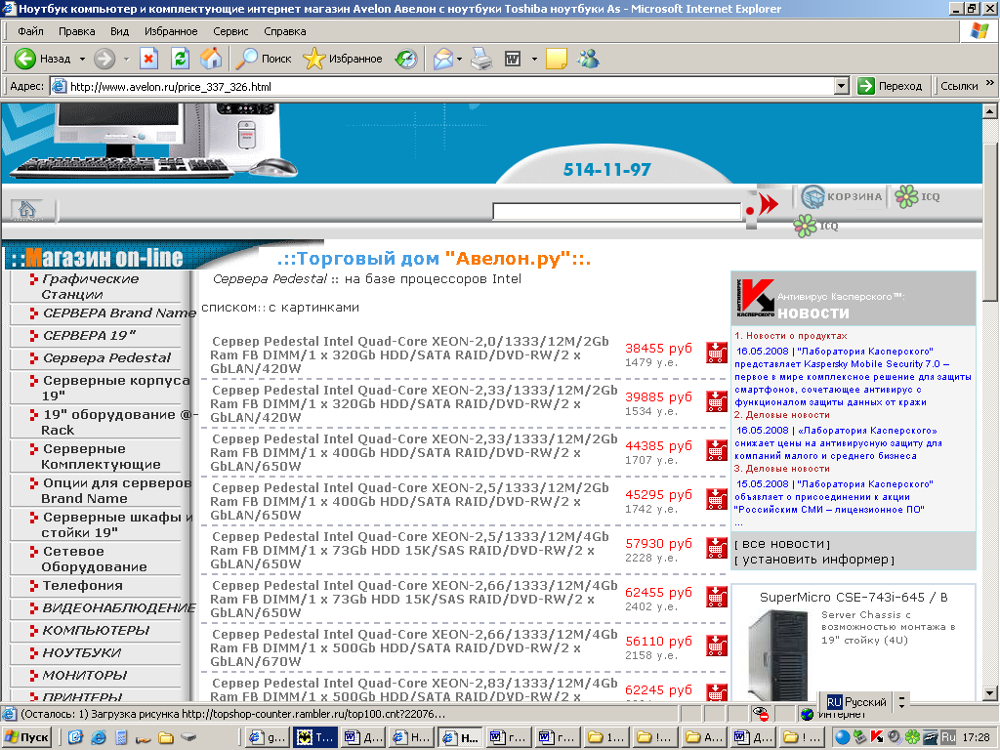 Ноутбук компьютер и комплектующие интернет магазин Avelon Авелон с ноутбуки Toshiba ноутбуки As - Microsoft Internet Explorer
Файл Правка Вид Избранное Сервис Справка
Назад Поиск Избранное
Адрес: http://www.avelon.ru/price_337_326.html Переход Ссылки »
514-11-97
КОРЗИНА ICQ
ICQ
::Магазин on-line
.::Торговый дом "Авелон.ру"::.
Графические
Станции
СЕРВЕРА Brand Name
СЕРВЕРА 19"
Сервера Pedestal
Серверные корпуса
19"
19" оборудование @-
Rack
Серверные
Комплектующие
Опции для серверов
Brand Name
Серверные шкафы и
стойки 19"
Сетевое
Оборудование
Телефония
ВИДЕОНАБЛЮДЕНИЕ
КОМПЬЮТЕРЫ
НОУТБУКИ
МОНИТОРЫ
ПРИНТЕРЫ
Сервера Pedestal :: на базе процессоров Intel
списком::с картинками
Сервер Pedestal Intel Quad-Core XEON-2,0/1333/12M/2Gb
Ram FB DIMM/1 x 320Gb HDD/SATA RAID/DVD-RW/2 x
GbLAN/420W
38455 руб
1479 у.е.
Сервер Pedestal Intel Quad-Core XEON-2,33/1333/12M/2Gb
Ram FB DIMM/1 x 320Gb HDD/SATA RAID/DVD-RW/2 x
GbLAN/420W
39885 руб
1534 у.е.
Сервер Pedestal Intel Quad-Core XEON-2,33/1333/12M/2Gb
Ram FB DIMM/1 x 400Gb HDD/SATA RAID/DVD-RW/2 x
GbLAN/650W
44385 руб
1707 у.е.
Сервер Pedestal Intel Quad-Core XEON-2,5/1333/12M/2Gb
Ram FB DIMM/1 x 400Gb HDD/SATA RAID/DVD-RW/2 x
GbLAN/650W
45295 руб
1742 у.е.
Сервер Pedestal Intel Quad-Core XEON-2,5/1333/12M/4Gb
Ram FB DIMM/1 x 73Gb HDD 15K/SAS RAID/DVD-RW/2 x
GbLAN/650W
57930 руб
2228 у.е.
Сервер Pedestal Intel Quad-Core XEON-2,66/1333/12M/4Gb
Ram FB DIMM/1 x 73Gb HDD 15K/SAS RAID/DVD-RW/2 x
GbLAN/650W
62455 руб
2402 у.е.
Сервер Pedestal Intel Quad-Core XEON-2,66/1333/12M/4Gb
Ram FB DIMM/1 x 500Gb HDD/SATA RAID/DVD-RW/2 x
GbLAN/670W
56110 руб
2158 у.е.
Сервер Pedestal Intel Quad-Core XEON-2,83/1333/12M/4Gb
Ram FB DIMM/1 x 500Gb HDD/SATA RAID/DVD-RW/2 x
62245 руб
АНТИВИРУС
КАСПЕРСКОГО
Антивирус Касперского™:
НОВОСТИ
1. Новости о продуктах
16.05.2008 | "Лаборатория Касперского"
представляет Kaspersky Mobile Security 7.0 –
первое в мире комплексное решение для защиты
смартфонов, сочетающее антивирус с
функционалом защиты данных от кражи
2. Деловые новости
16.05.2008 | «Лаборатория Касперского»
снижает цены на антивирусную защиту для
компаний малого и среднего бизнеса
3. Деловые новости
15.05.2008 | "Лаборатория Касперского"
объявляет о присоединении к акции
"Российским СМИ – лицензионное ПО"
...
[ все новости ]
[ установить информер ]
SuperMicro CSE-743i-645 / B
Server Chassis с
возможностью монтажа в
19" стойку (4U)
RU Русский
(Осталось: 1) Загрузка рисунка http://topshop-counter.rambler.ru/top100.cnt?22076... Интернет
Пуск g... T... Д... Н... Н... г... г... 1... !... А... Д... !... Ru 17:28